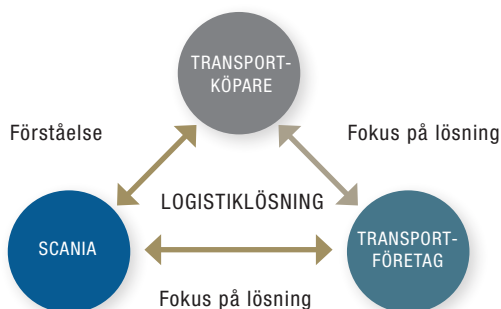 TRANSPORT-
KÖPARE
Förståelse
Fokus på lösning
LOGISTIKLÖSNING
SCANIA
TRANSPORT-
FÖRETAG
Fokus på lösning